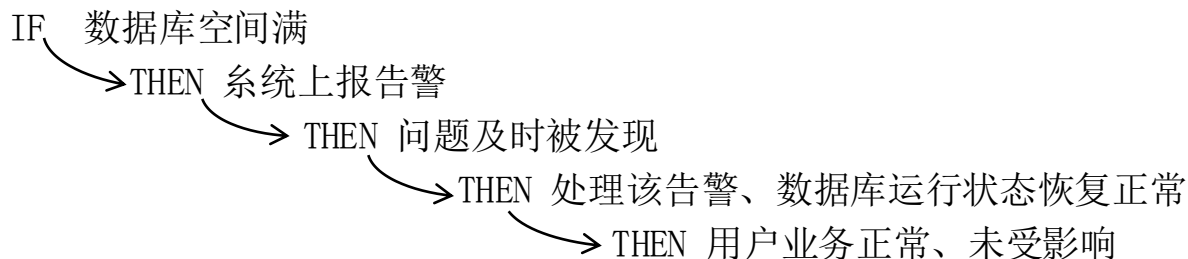 IF 数据库空间满
THEN 系统上报告警
THEN 问题及时被发现
THEN 处理该告警、数据库运行状态恢复正常
THEN 用户业务正常、未受影响